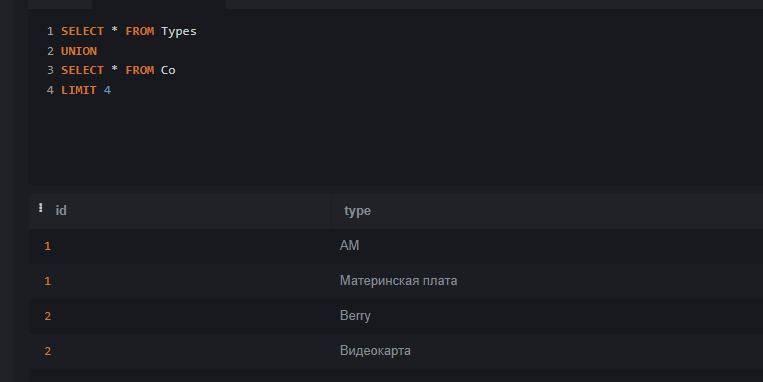 1 SELECT * FROM Types
2 UNION
3 SELECT * FROM Co
4 LIMIT 4
id type
1 AM
1 Материнская плата
2 Berry
2 Видеокарта